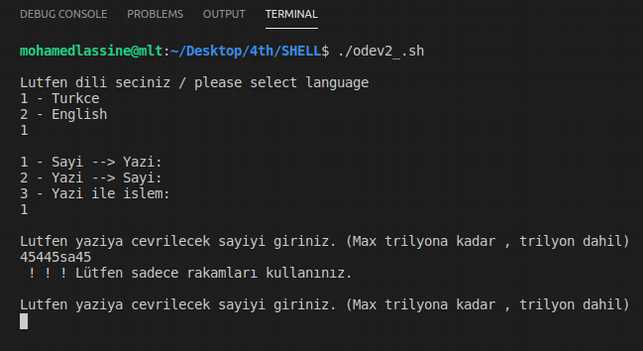 DEBUG CONSOLE PROBLEMS OUTPUT TERMINAL
mohamedlassine@mlt:~/Desktop/4th/SHELL$ ./odev2_.sh
Lutfen dili seciniz / please select language
1 - Turkce
2 - English
1
1 - Sayi --> Yazi:
2 - Yazi --> Sayi:
3 - Yazi ile islem:
1
Lutfen yaziya cevrilecek sayiyi giriniz. (Max trilyona kadar , trilyon dahil)
45445sa45
! ! ! Lütfen sadece rakamları kullanınız.
Lutfen yaziya cevrilecek sayiyi giriniz. (Max trilyona kadar , trilyon dahil)